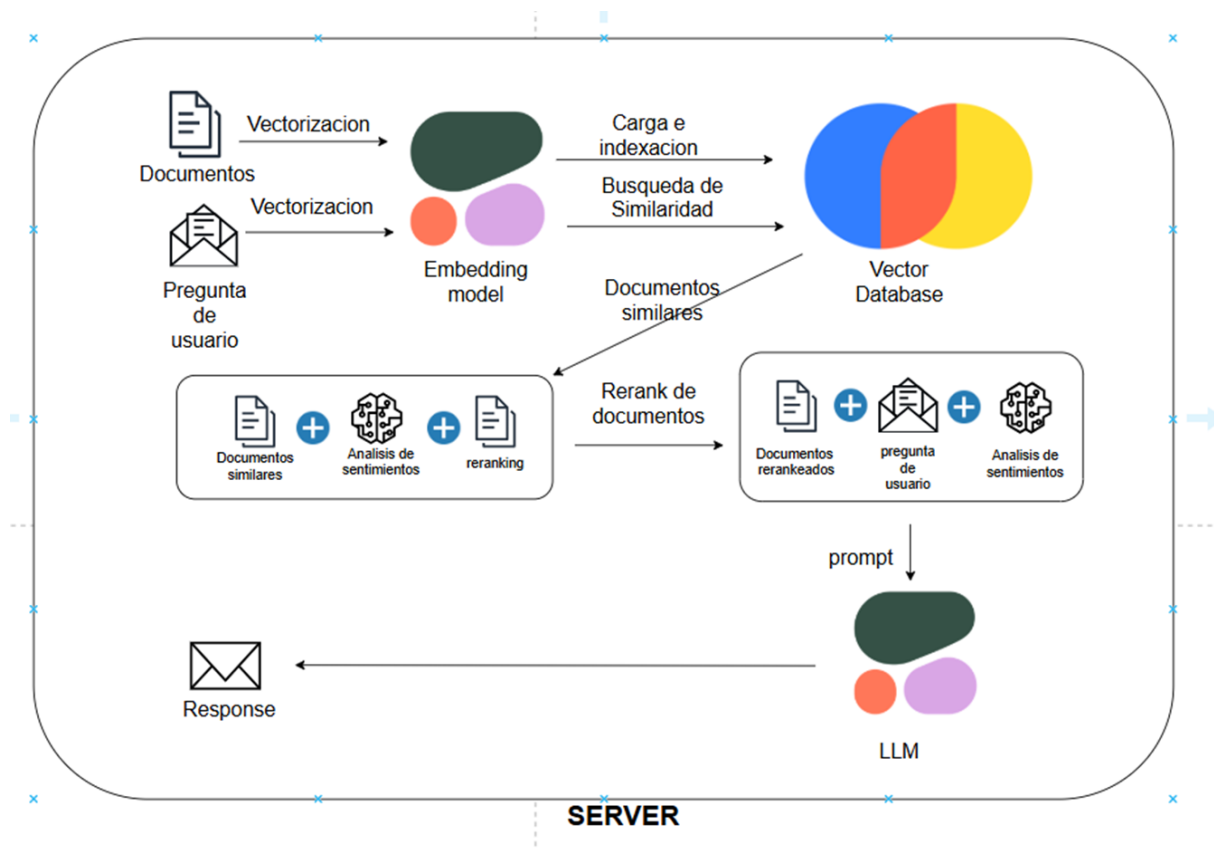 Vectorizacion
Documentos
Vectorizacion
Pregunta
de
usuario
Embedding
model
Carga e
indexacion
Busqueda de
Similaridad
Vector
Database
Documentos
similares
Documentos
similares
Analisis de
sentimientos
reranking
Rerank de
documentos
Documentos
rerankeados
pregunta
de
usuario
Analisis de
sentimientos
prompt
LLM
Response
SERVER